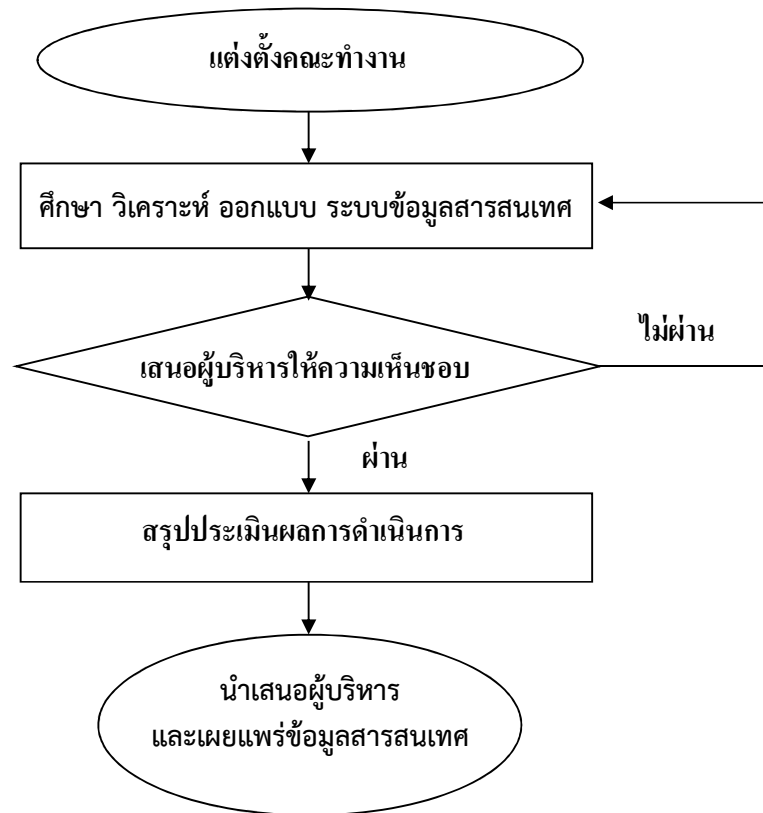 แต่งตั้งคณะทำงาน
ศึกษา วิเคราะห์ ออกแบบ ระบบข้อมูลสารสนเทศ
ไม่ผ่าน
เสนอผู้บริหารให้ความเห็นชอบ
ผ่าน
สรุปประเมินผลการดำเนินการ
นำเสนอผู้บริหาร
และเผยแพร่ข้อมูลสารสนเทศ